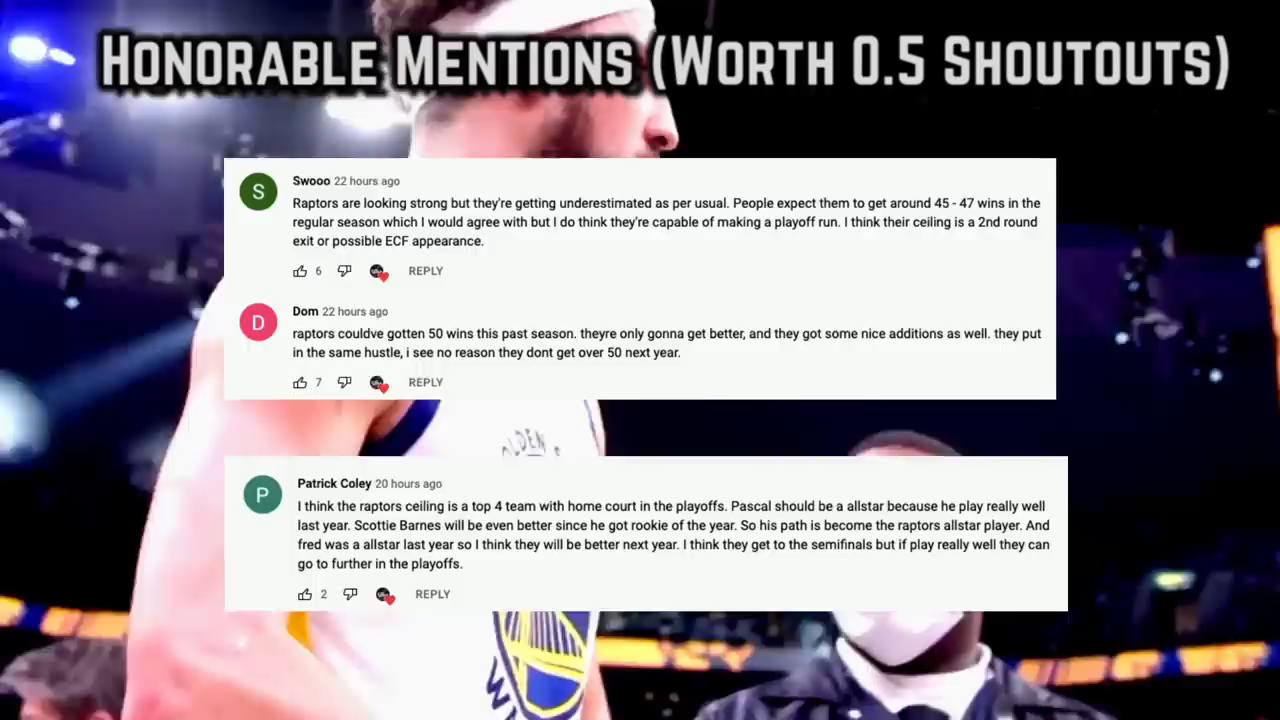 HONORABLE MENTIONS (WORTH 0.5 SHOUTOUTS)
S
Swooo 22 hours ago
Raptors are looking strong but they're getting underestimated as per usual. People expect them to get around 45 - 47 wins in the
regular season which I would agree with but I do think they're capable of making a playoff run. I think their ceiling is a 2nd round
exit or possible ECF appearance.
6 REPLY
D
Dom 22 hours ago
raptors couldve gotten 50 wins this past season. theyre only gonna get better, and they got some nice additions as well. they put
in the same hustle, i see no reason they dont get over 50 next year.
7 REPLY
P
Patrick Coley 20 hours ago
I think the raptors ceiling is a top 4 team with home court in the playoffs. Pascal should be a allstar because he play really well
last year. Scottie Barnes will be even better since he got rookie of the year. So his path is become the raptors allstar player. And
fred was a allstar last year so I think they will be better next year. I think they get to the semifinals but if play really well they can
go to further in the playoffs.
2 REPLY